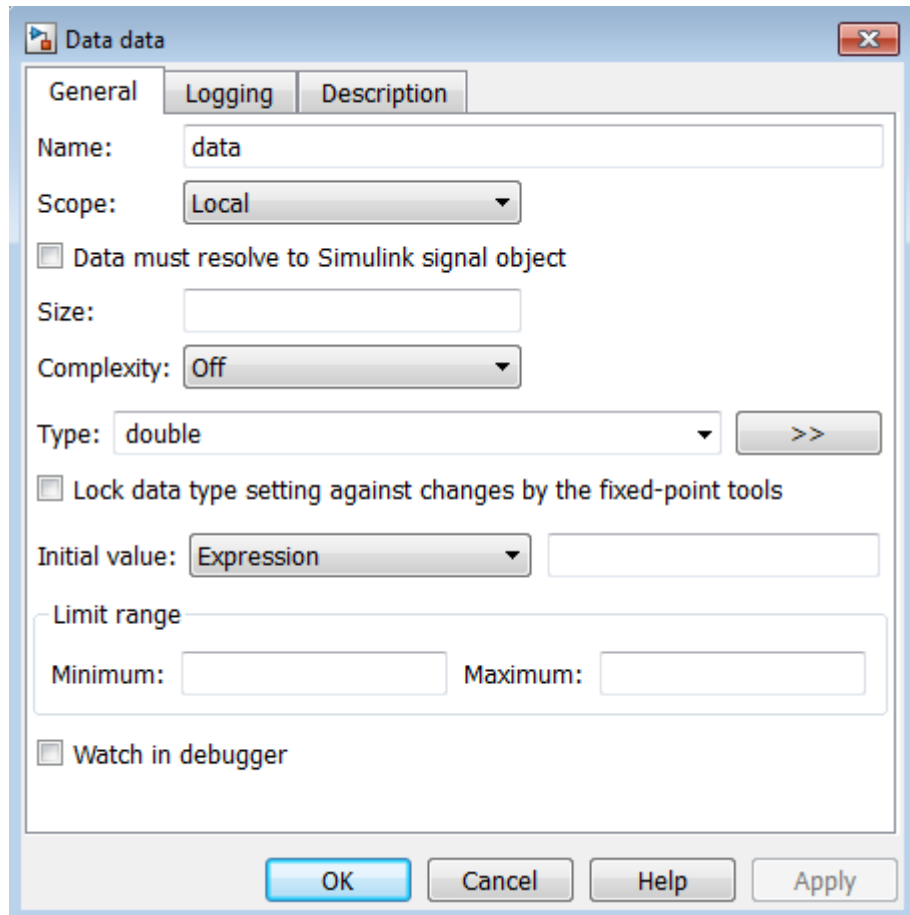 Data data
General Logging Description
Name: data
Scope: Local
Data must resolve to Simulink signal object
Size:
Complexity: Off
Type: double >>
Lock data type setting against changes by the fixed-point tools
Initial value: Expression
Limit range
Minimum: Maximum:
Watch in debugger
OK Cancel Help Apply